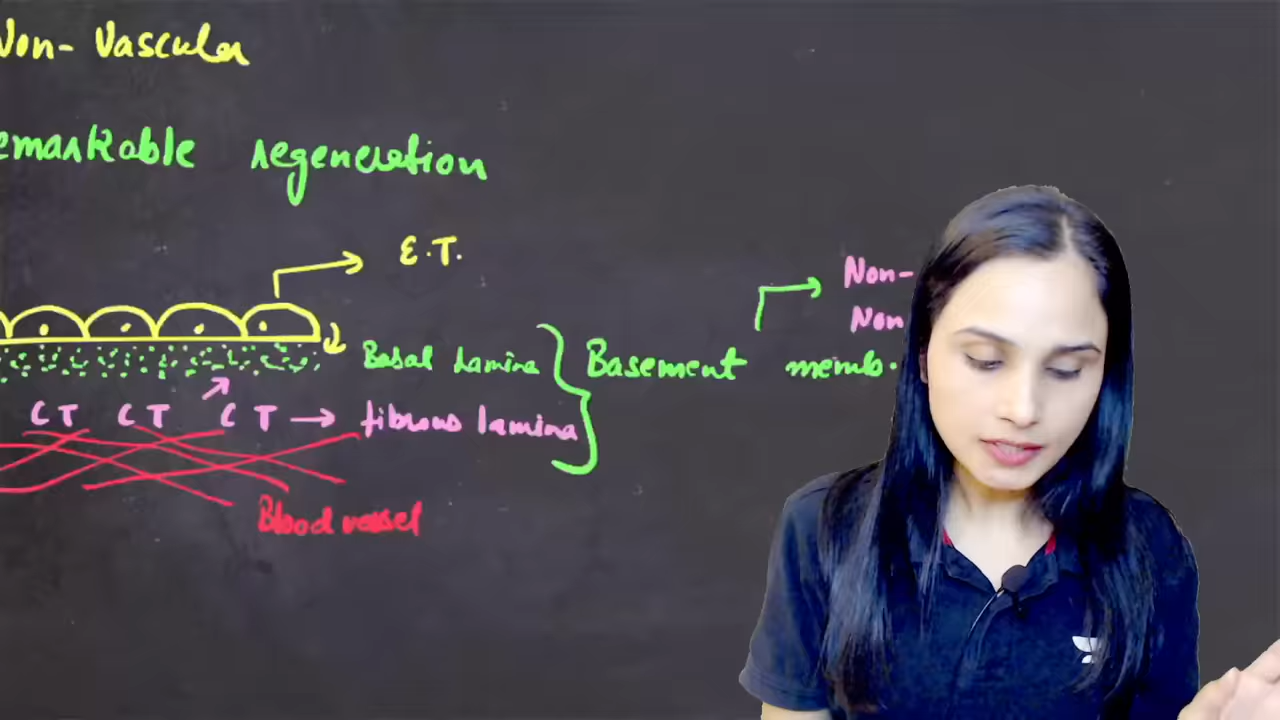 Non- Vascular
emarkable regeneration
E.T.
Non-
Non
Basal Lamina
Basement memb.
CT CT CT fibrous lamina
Blood vessel